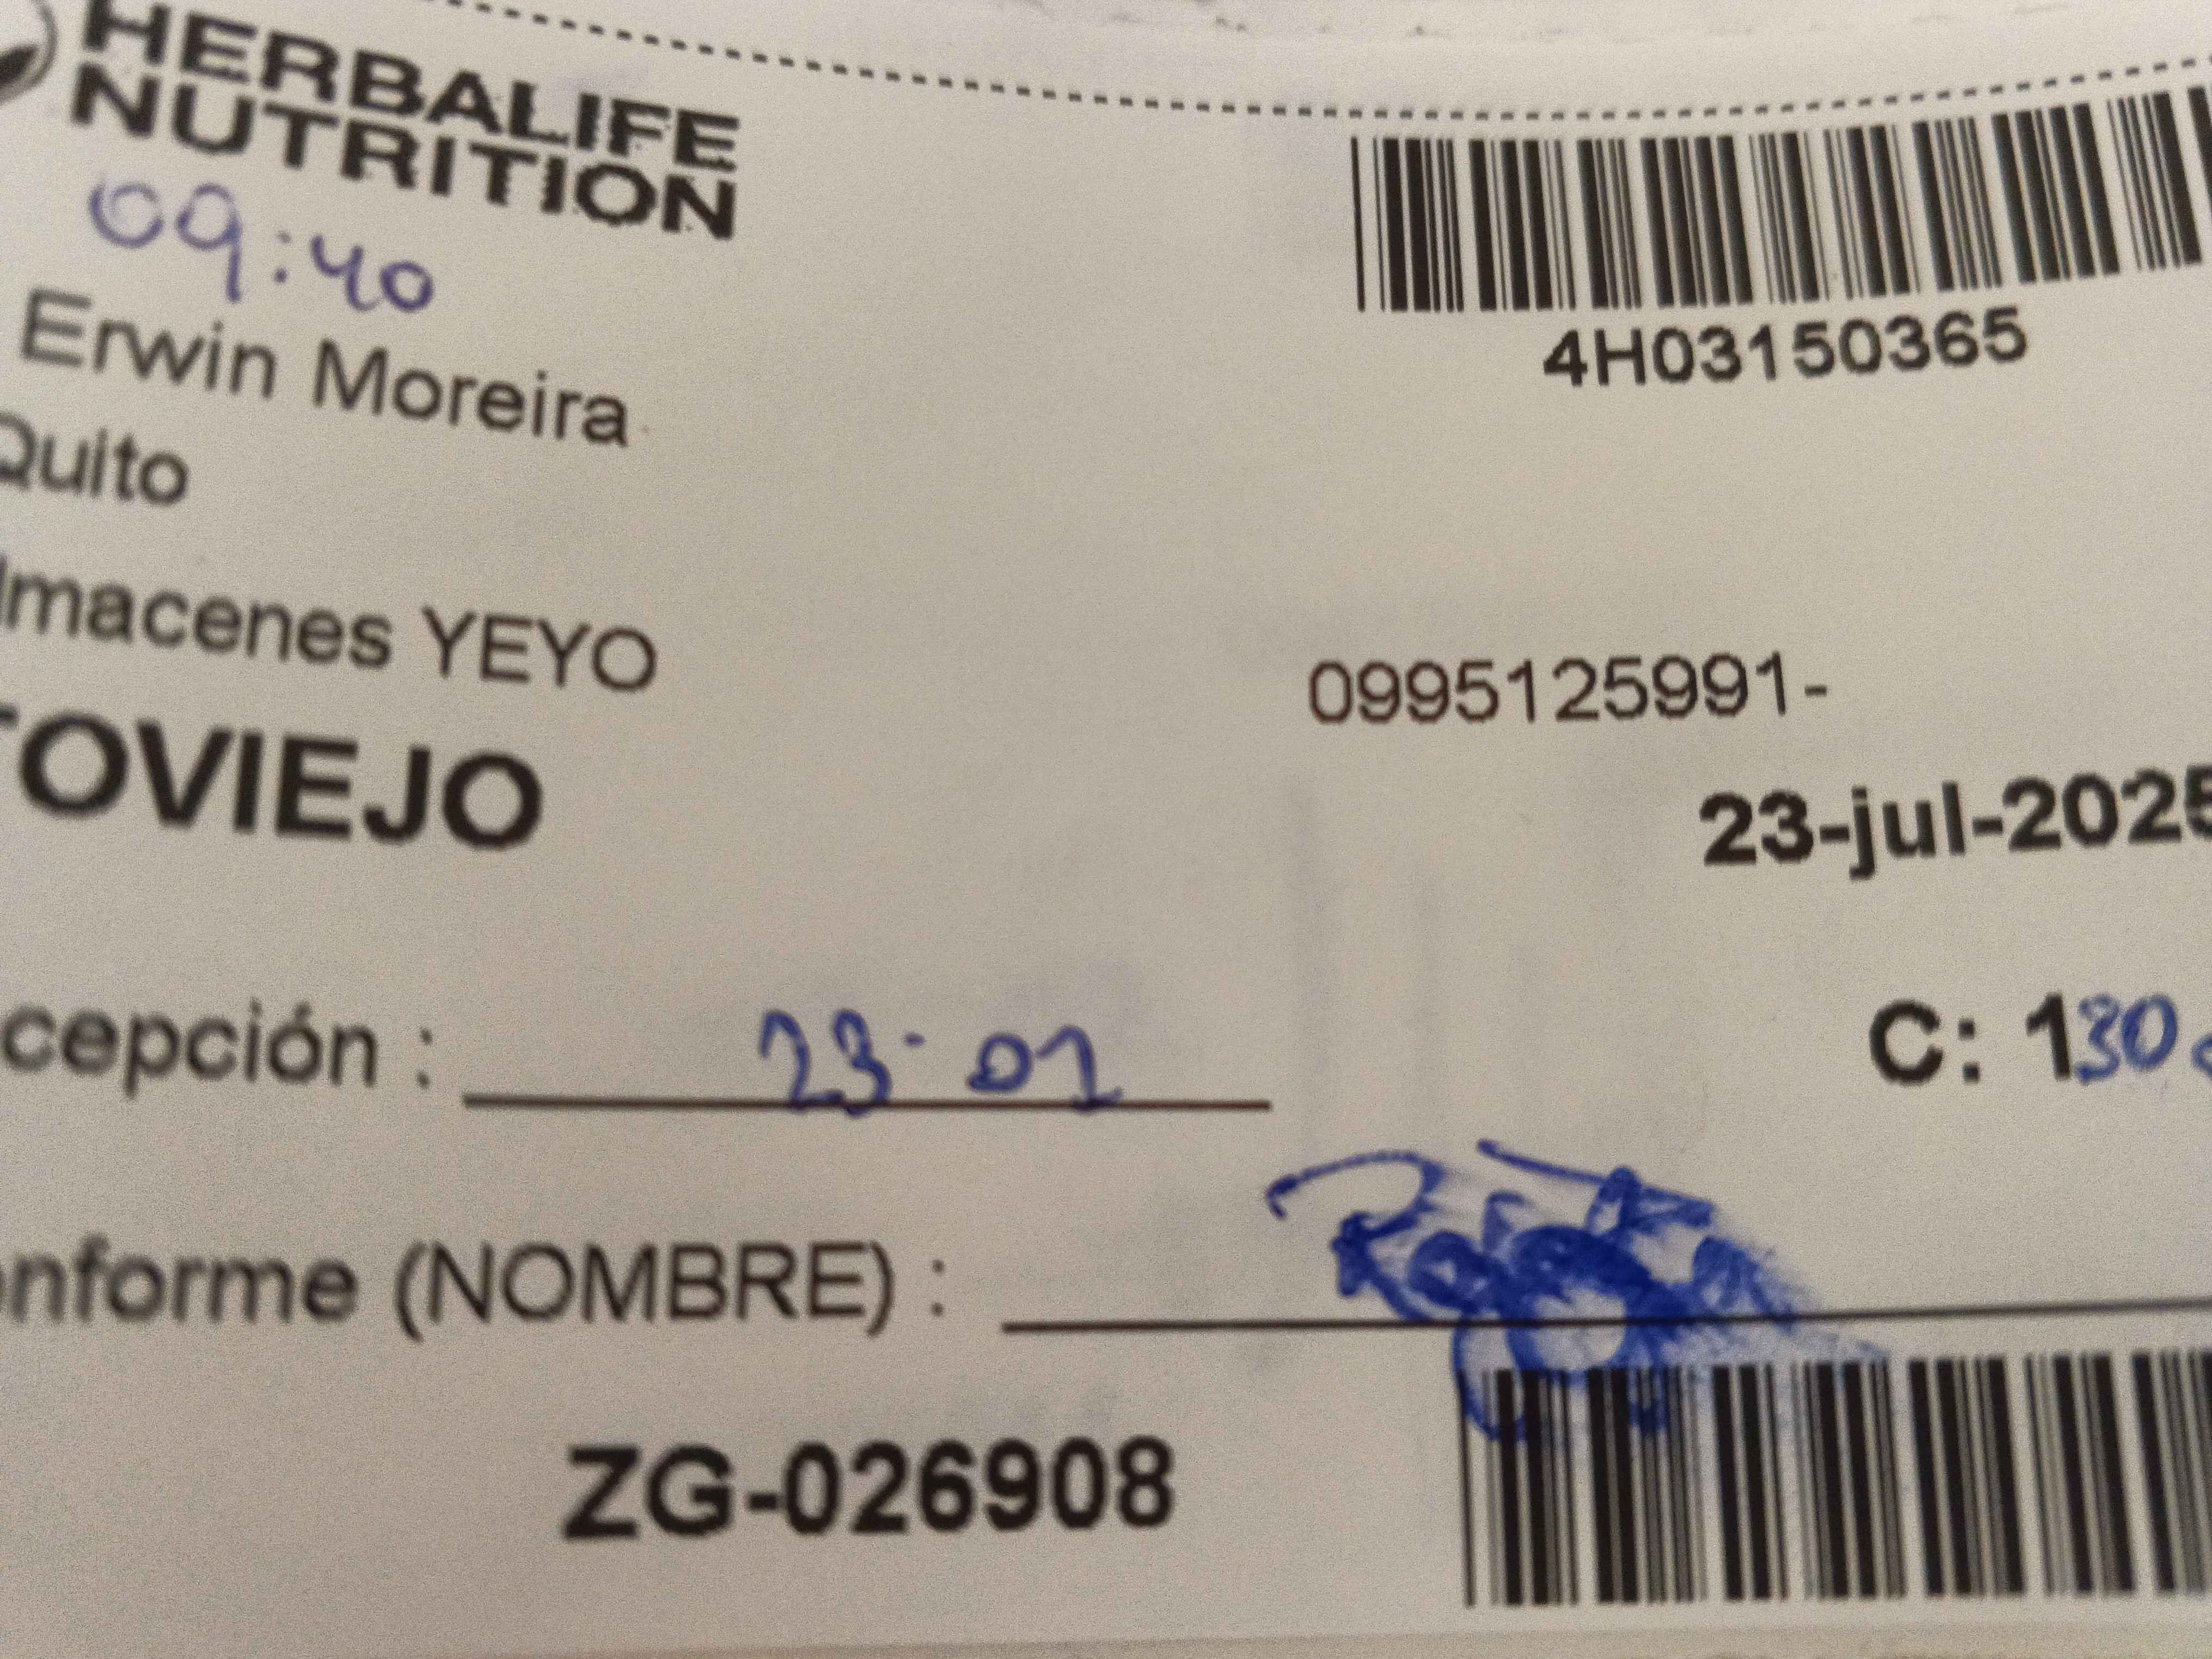 HERBALIFE
NUTRITION
09:40
4H03150365
Erwin Moreira
Quito
lmacenes YEYO
0995125991-
TOVIEJO
23-jul-2025
cepción : 23-01
C: 130
nforme (NOMBRE) :
ZG-026908